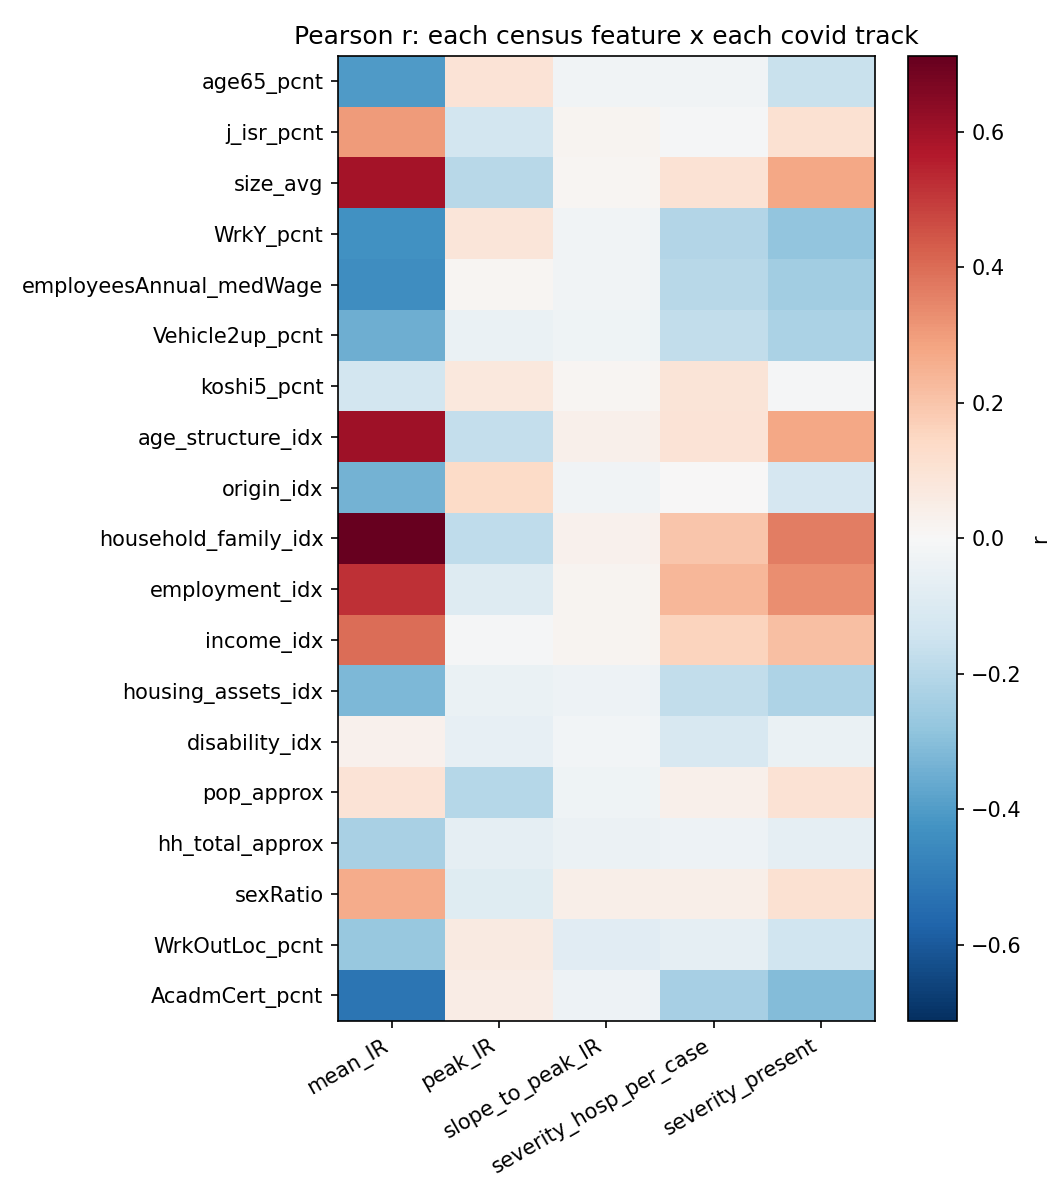 Pearson r: each census feature x each covid track
age65_pcnt
j_isr_pcnt
size_avg
WrkY_pcnt
employeesAnnual_medWage
Vehicle2up_pcnt
koshi5_pcnt
age_structure_idx
origin_idx
household_family_idx
employment_idx
income_idx
housing_assets_idx
disability_idx
pop_approx
hh_total_approx
sexRatio
WrkOutLoc_pcnt
AcadmCert_pcnt
mean_IR
peak_IR
slope_to_peak_IR
severity_hosp_per_case
severity_present
0.6
0.4
0.2
0.0
−0.2
−0.4
−0.6
r